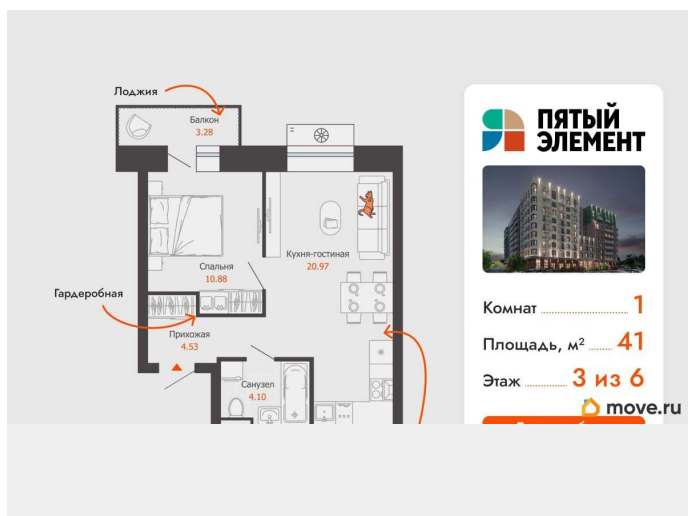 Лоджия
Балкон
3.28
Спальня
10.88
Кухня-гостиная
20.97
Гардеробная
Прихожая
4.53
Санузел
4.10
ПЯТЫЙ
ЭЛЕМЕНТ
Комнат 1
Площадь, м² 41
Этаж 3 из 6
move.ru